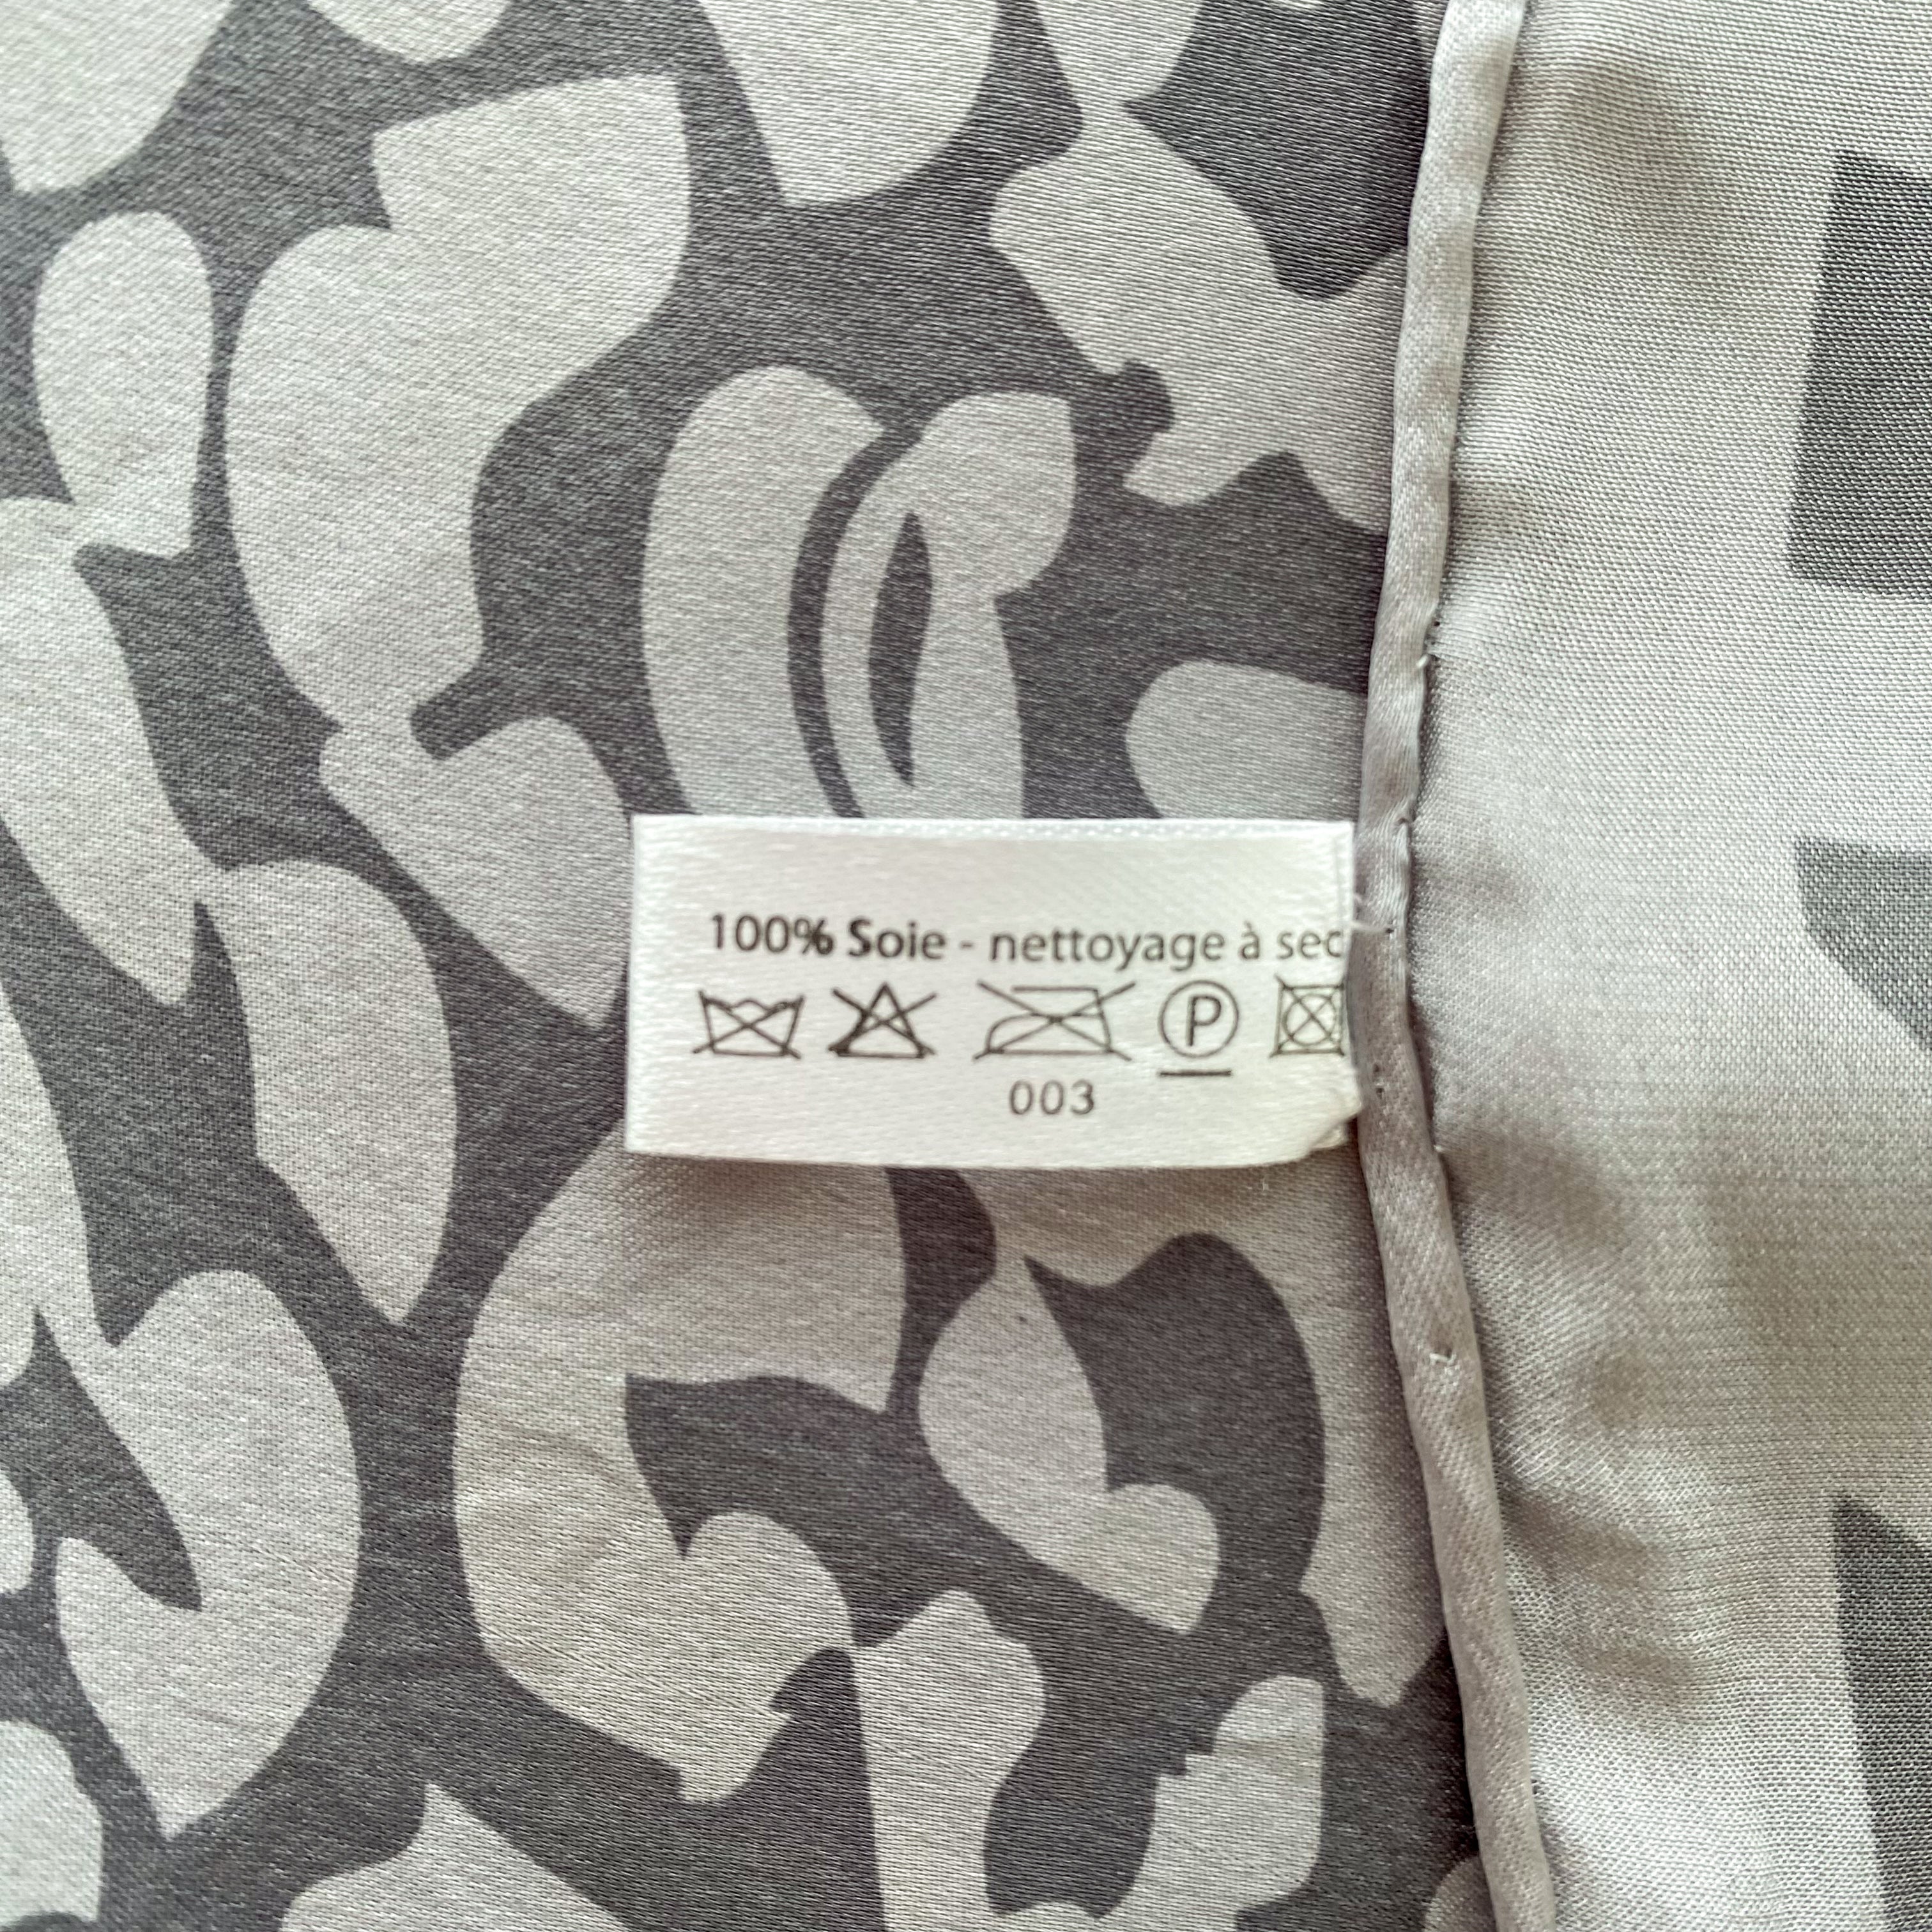 100% Soie - nettoyage à sec
P
003